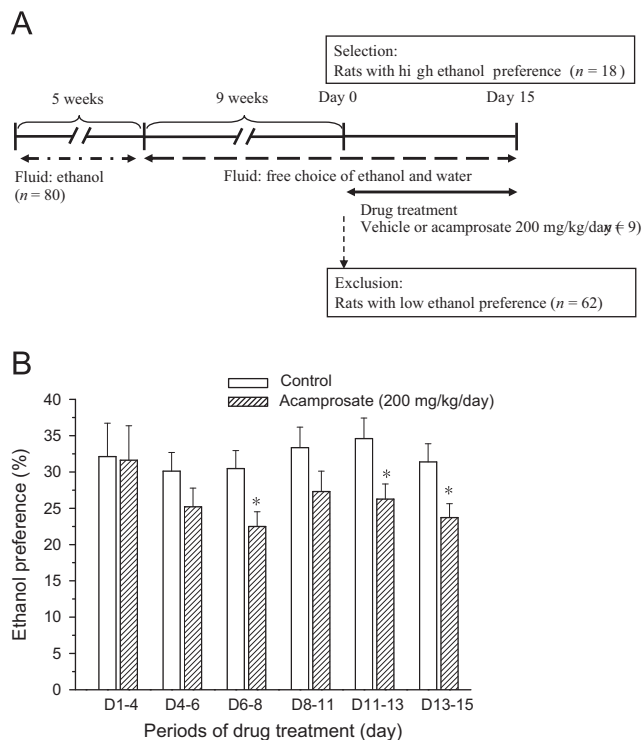 A
Selection:
Rats with hi gh ethanol preference (n = 18)
5 weeks
9 weeks
Day 0
Day 15
Fluid: ethanol
(n = 80)
Fluid: free choice of ethanol and water
Drug treatment
Vehicle or acamprosate 200 mg/kg/day (n = 9)
Exclusion:
Rats with low ethanol preference (n = 62)
B
Control
Acamprosate (200 mg/kg/day)
Ethanol preference (%)
40
35
30
25
20
15
10
5
0
*
*
*
D1-4
D4-6
D6-8
D8-11
D11-13
D13-15
Periods of drug treatment (day)